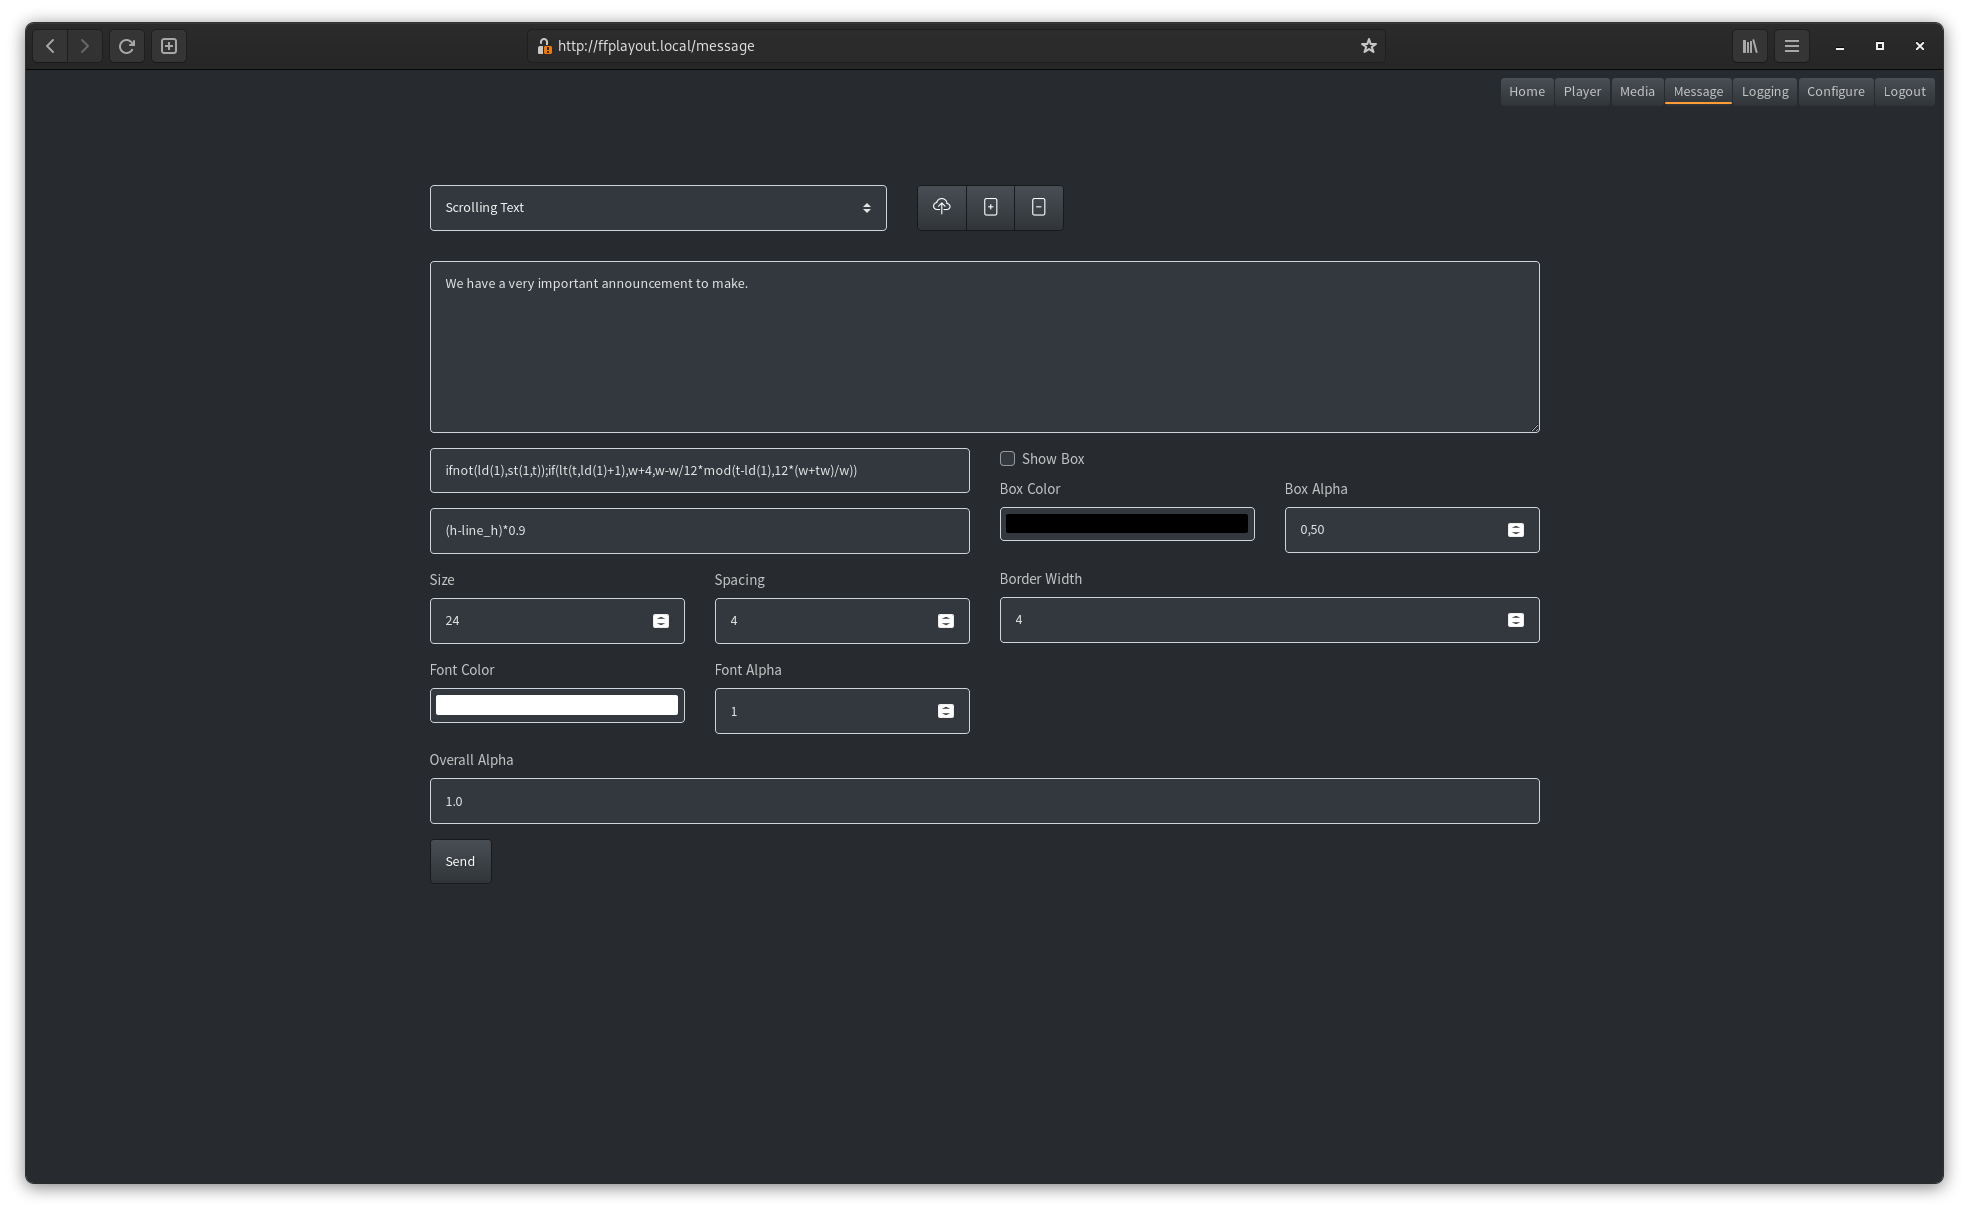 http://ffplayout.local/message
Home Player Media Message Logging Configure Logout
Scrolling Text
We have a very important announcement to make.
ifnot(ld(1),st(1,t));if(lt(t,ld(1)+1),w+4,w-w/12*mod(t-ld(1),12*(w+tw)/w))
Show Box
Box Color Box Alpha
(h-line_h)*0.9
0,50
Size Spacing Border Width
24 4 4
Font Color Font Alpha
1
Overall Alpha
1.0
Send